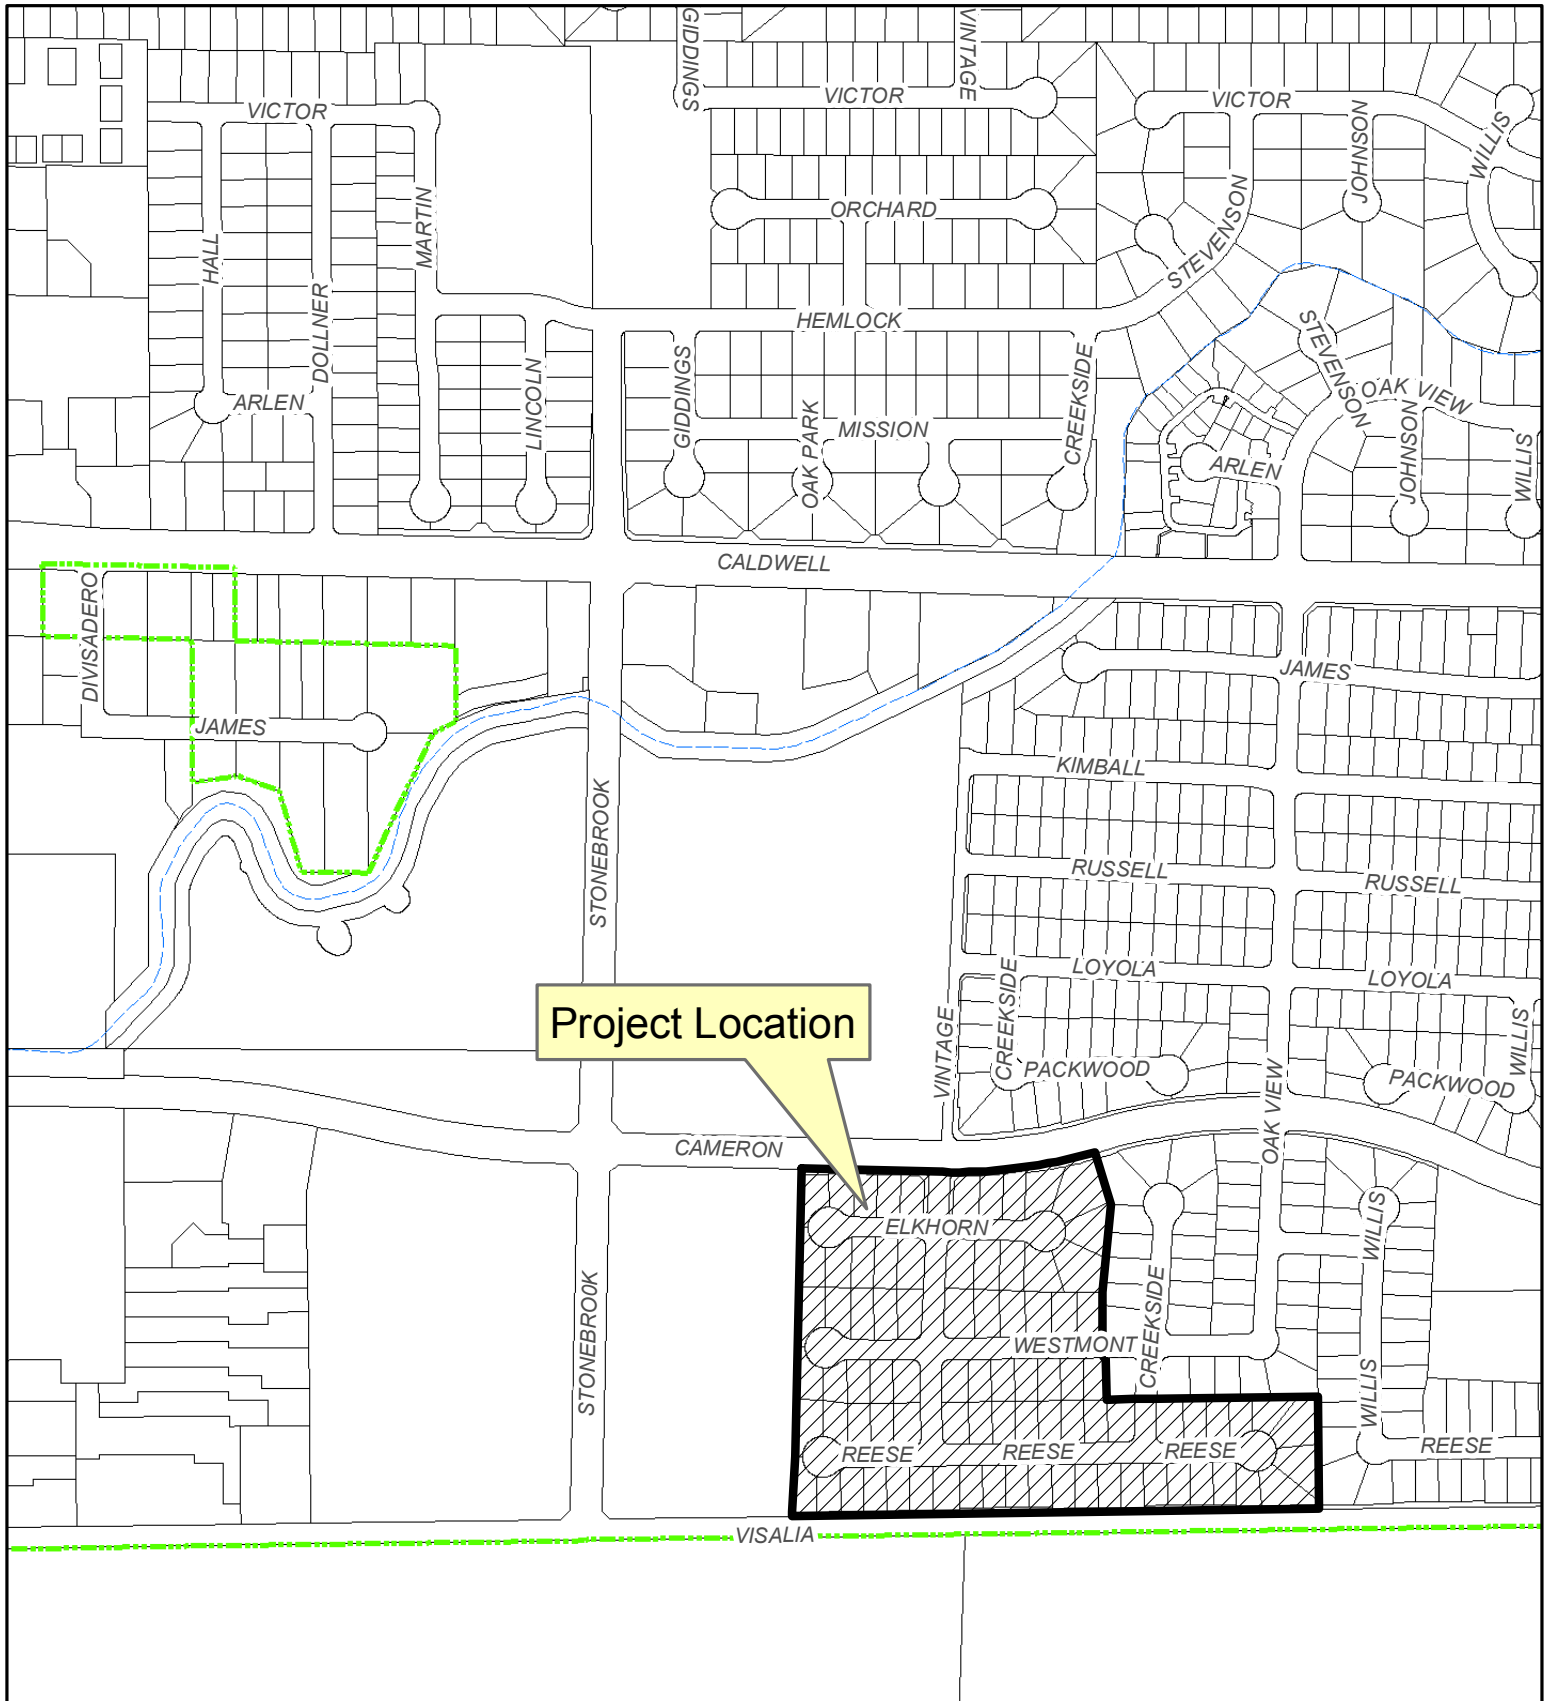 GIDDINGS
VINTAGE
VICTOR
VICTOR
VICTOR
JOHNSON
WILLIS
HALL
DOLLNER
MARTIN
ORCHARD
STEVENSON
HEMLOCK
ARLEN
LINCOLN
GIDDINGS
OAK PARK
MISSION
CREEKSIDE
STEVENSON
OAK VIEW
ARLEN
JOHNSON
WILLIS
CALDWELL
DIVISADERO
JAMES
JAMES
STONEBROOK
KIMBALL
RUSSELL
RUSSELL
LOYOLA
LOYOLA
Project Location
VINTAGE
CREEKSIDE
PACKWOOD
OAK VIEW
PACKWOOD
WILLIS
CAMERON
ELKHORN
WILLIS
STONEBRO0K
WESTMONT
CREEKSIDE
WILLIS
REESE
REESE
REESE
REESE
VISALIA